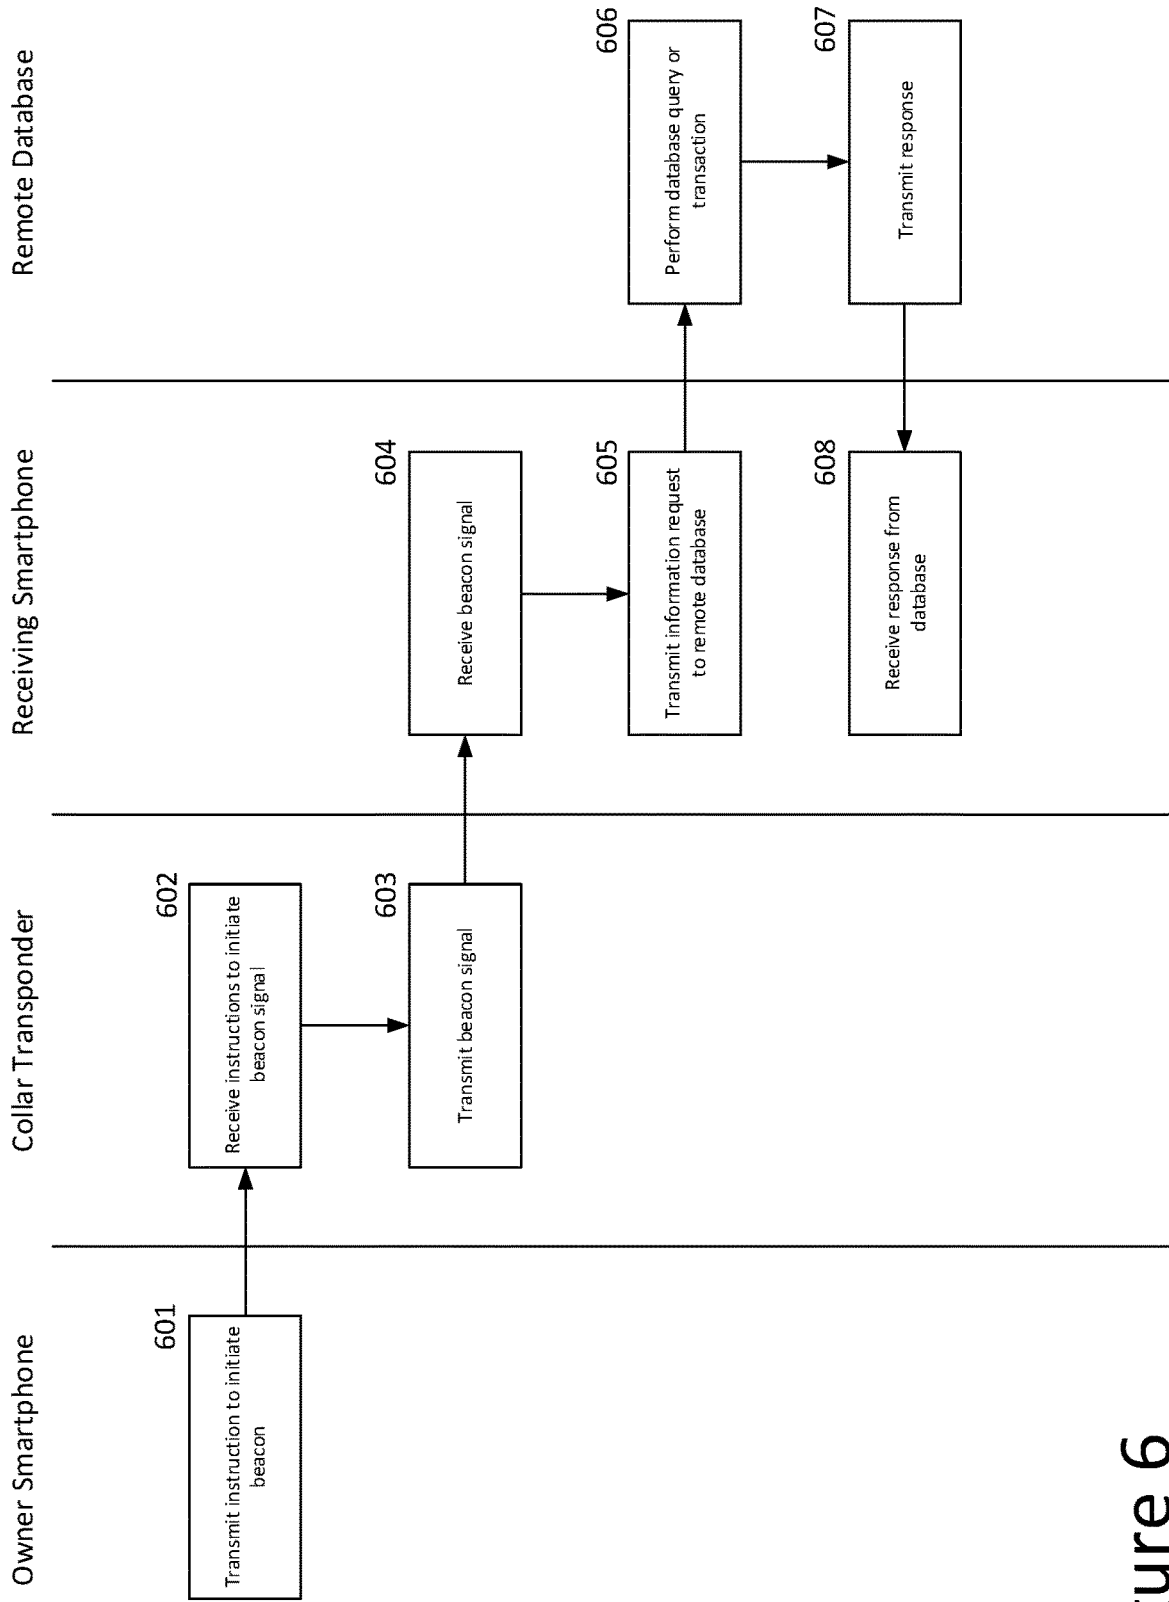 Owner Smartphone
Collar Transponder
Receiving Smartphone
Remote Database
601
Transmit instruction to initiate
beacon
602
Receive instructions to initiate
beacon signal
603
Transmit beacon signal
604
Receive beacon signal
605
Transmit information request
to remote database
606
Perform database query or
transaction
607
Transmit response
608
Receive response from
database
ture 6